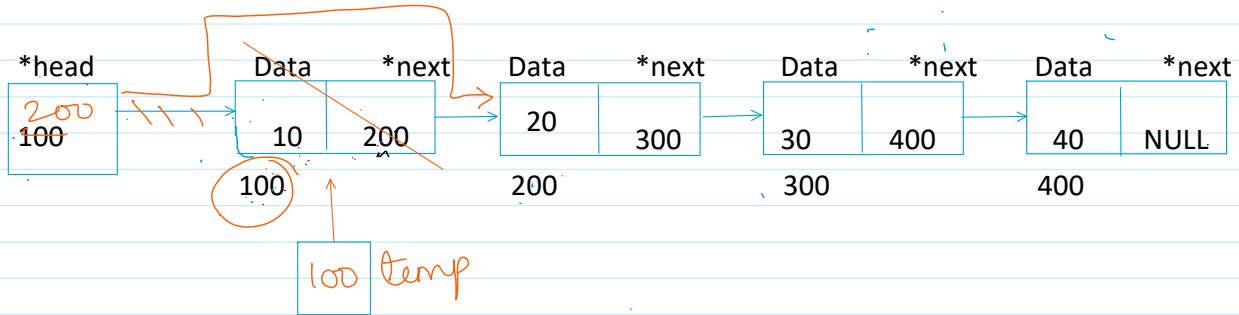 *head Data *next Data *next Data *next Data *next
200
100 10 200 20 300 30 400 40 NULL
100 200 300 400
100 temp